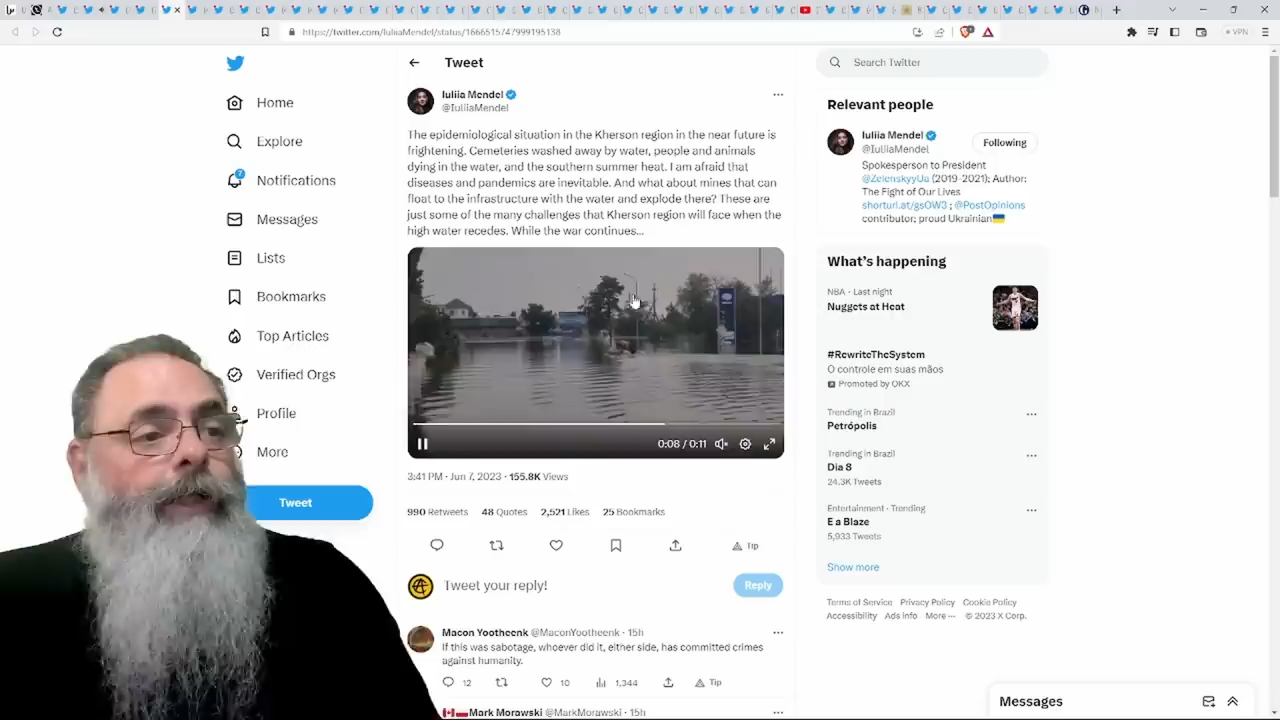 https://twitter.com/IuliiaMendel/status/1666515747999195138
VPN
Home
Explore
7
Notifications
Messages
Lists
Bookmarks
Top Articles
Verified Orgs
Profile
More
Tweet
Tweet
Iuliia Mendel
@IuliiaMendel
The epidemiological situation in the Kherson region in the near future is
frightening. Cemeteries washed away by water, people and animals
dying in the water, and the southern summer heat. I am afraid that
diseases and pandemics are inevitable. And what about mines that can
float to the infrastructure with the water and explode there? These are
just some of the many challenges that Kherson region will face when the
high water recedes. While the war continues...
0:08 / 0:11
3:41 PM · Jun 7, 2023 · 155.8K Views
990 Retweets 48 Quotes 2,521 Likes 25 Bookmarks
Tip
Tweet your reply!
Reply
Macon Yootheenk @MaconYootheenk · 15h
If this was sabotage, whoever did it, either side, has committed crimes
against humanity.
12 10 1,344 Tip
Mark Morawski @MarkMorawski · 15h
Search Twitter
Relevant people
Iuliia Mendel
@IuliiaMendel
Following
Spokesperson to President
@ZelenskyyUa (2019-2021); Author:
The Fight of Our Lives
shorturl.at/gsOW3 ; @PostOpinions
contributor; proud Ukrainian🇺🇦
What's happening
NBA · Last night
Nuggets at Heat
#RewriteTheSystem
O controle em suas mãos
Promoted by OKX
Trending in Brazil
Petrópolis
Trending in Brazil
Dia 8
24.3K Tweets
Entertainment · Trending
E a Blaze
5,933 Tweets
Show more
Terms of Service Privacy Policy Cookie Policy
Accessibility Ads info More ··· © 2023 X Corp.
Messages